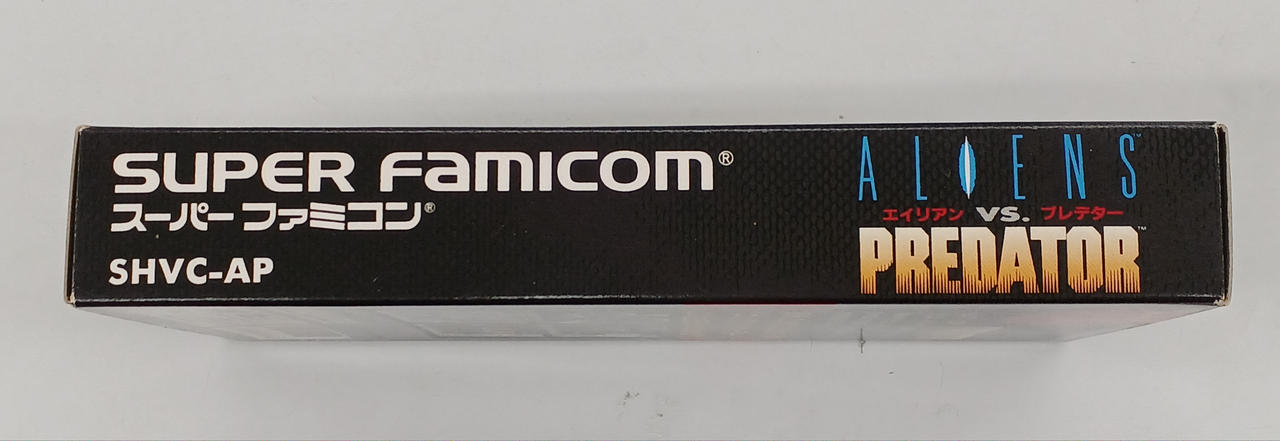 SUPER FAMICOM®
スーパーファミコン®
SHVC-AP
ALIENS™
エイリアン VS. プレデター
PREDATOR™